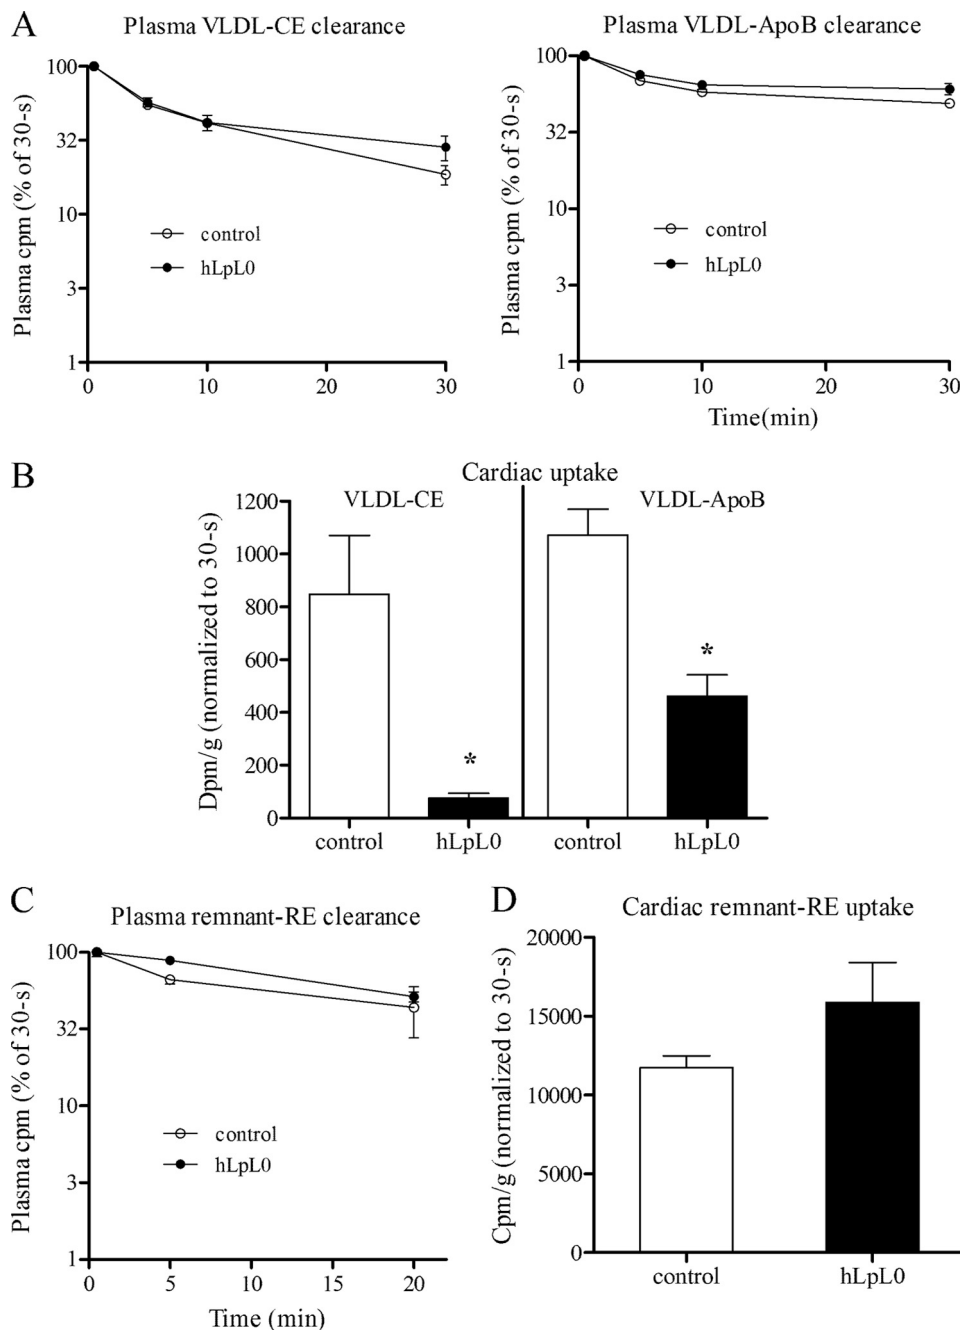 A
Plasma VLDL-CE clearance
Plasma cpm (% of 30-s)
100
32
10
3
1
control
hLpL0
0 10 20 30
Plasma VLDL-ApoB clearance
Plasma cpm (% of 30-s)
100
32
10
3
1
control
hLpL0
0 10 20 30
Time(min)
B
Cardiac uptake
VLDL-CE VLDL-ApoB
Dpm/g (normalized to 30-s)
1200
1000
800
600
400
200
0
*
*
control hLpL0 control hLpL0
C
Plasma remnant-RE clearance
Plasma cpm (% of 30-s)
100
32
10
3
1
control
hLpL0
0 5 10 15 20
Time (min)
D
Cardiac remnant-RE uptake
Cpm/g (normalized to 30-s)
20000
15000
10000
5000
0
control hLpL0